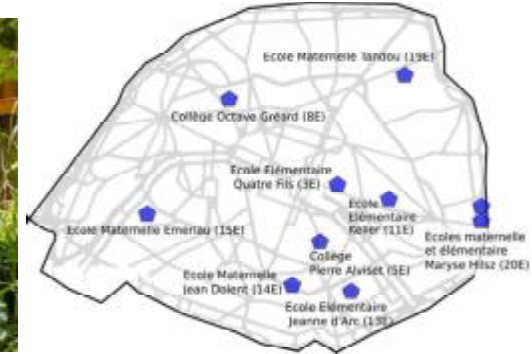 Ecole Maternelle Tandou (19E)
Collège Octave Gréard (8E)
Ecole Elémentaire
Quatre Fils (3E)
Ecole
Elémentaire
Keller (11E)
Ecole Maternelle Emeriau (15E)
Ecoles maternelle
et élémentaire
Maryse Hilsz (20E)
Collège
Pierre Alviset (5E)
Ecole Maternelle
Jean Dolent (14E)
Ecole Elémentaire
Jeanne d'Arc (13E)